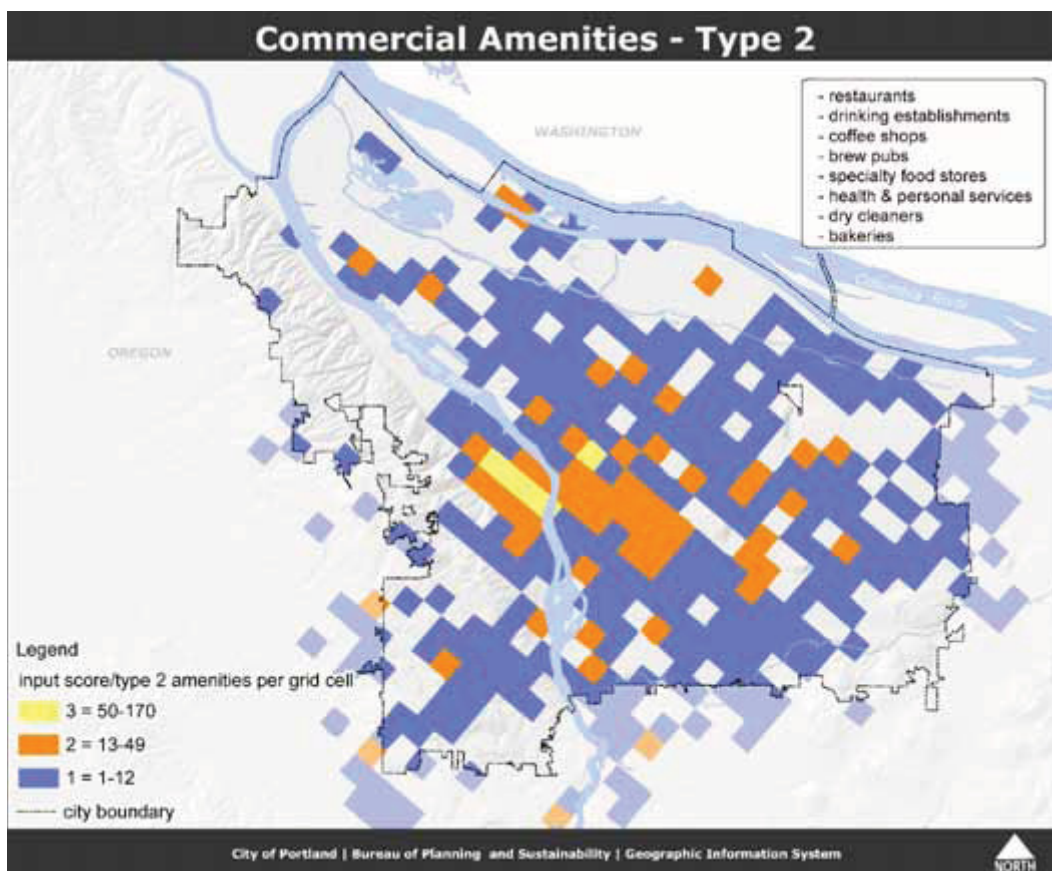 Commercial Amenities - Type 2
- restaurants
- drinking establishments
- coffee shops
- brew pubs
- specialty food stores
- health & personal services
- dry cleaners
- bakeries
WASHINGTON
Columbia River
OREGON
Legend
input score/type 2 amenities per grid cell
3 = 50-170
2 = 13-49
1 = 1-12
city boundary
City of Portland | Bureau of Planning and Sustainability | Geographic Information System
NORTH